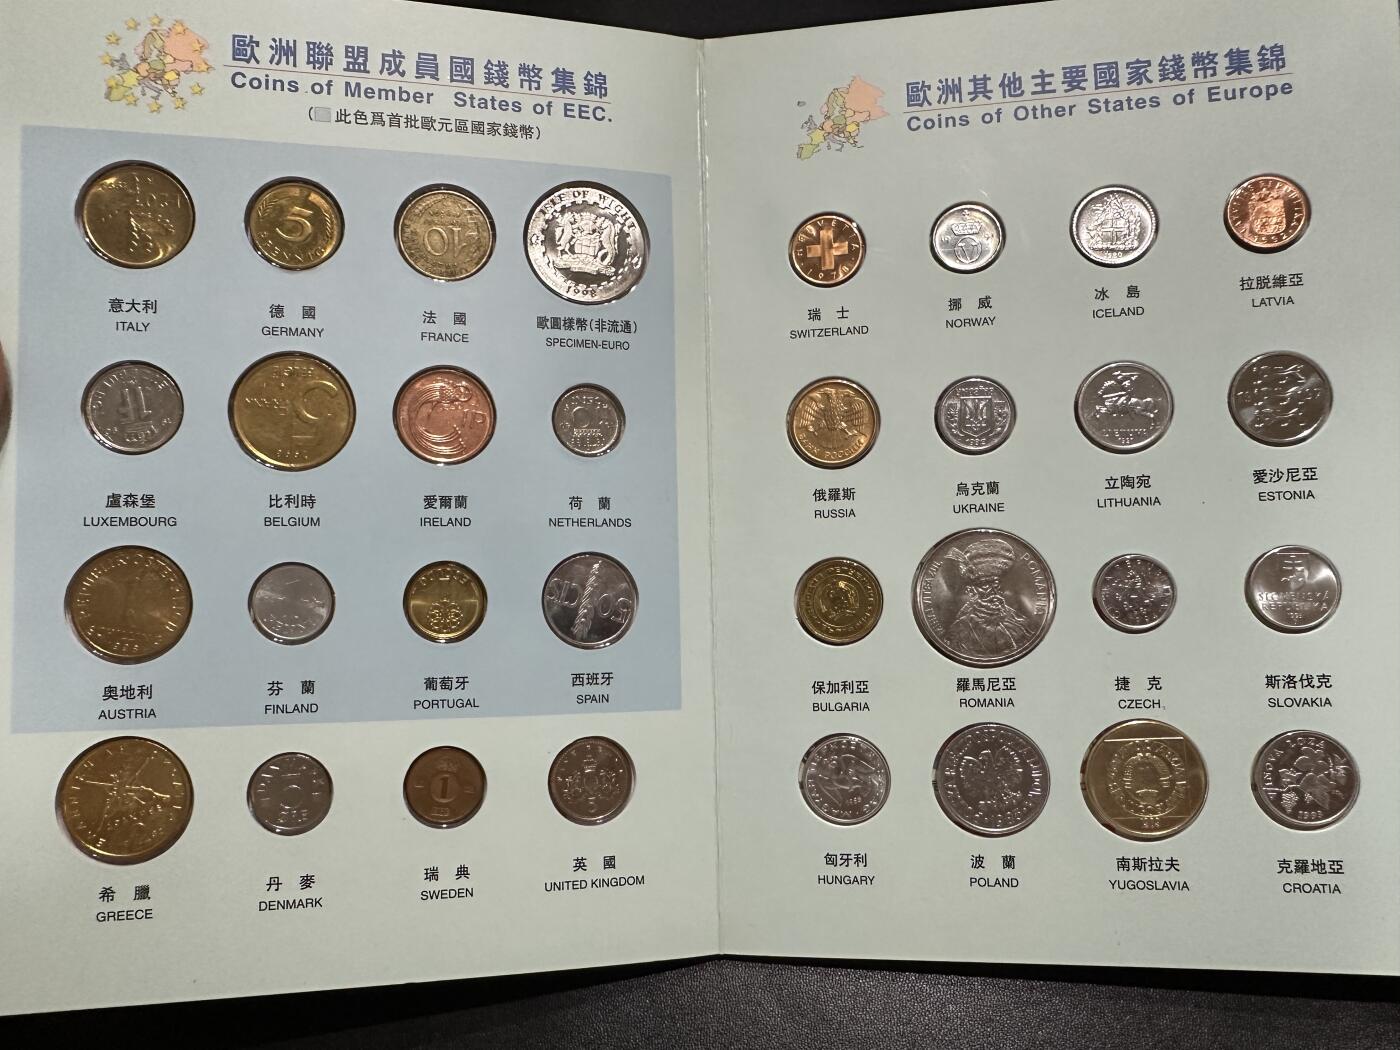 歐洲聯盟成員國錢幣集錦
Coins of Member States of EEC.
(此色爲首批歐元區國家錢幣)
5
PFENNIG
10
ISLE OF WIGHT
1998
意大利
ITALY
德國
GERMANY
法國
FRANCE
歐圓樣幣(非流通)
SPECIMEN-EURO
盧森堡
LUXEMBOURG
比利時
BELGIUM
愛爾蘭
IRELAND
荷蘭
NETHERLANDS
奧地利
AUSTRIA
芬蘭
FINLAND
葡萄牙
PORTUGAL
西班牙
SPAIN
希臘
GREECE
丹麥
DENMARK
瑞典
SWEDEN
英國
UNITED KINGDOM
歐洲其他主要國家錢幣集錦
Coins of Other States of Europe
HELVETIA
瑞士
SWITZERLAND
挪威
NORWAY
冰島
ICELAND
拉脫維亞
LATVIA
俄羅斯
RUSSIA
烏克蘭
UKRAINE
立陶宛
LITHUANIA
愛沙尼亞
ESTONIA
ROMANIA
SLOVENSKÁ
REPUBLIKA
保加利亞
BULGARIA
羅馬尼亞
ROMANIA
捷克
CZECH
斯洛伐克
SLOVAKIA
VINOVA LOZA
1993
匈牙利
HUNGARY
波蘭
POLAND
南斯拉夫
YUGOSLAVIA
克羅地亞
CROATIA